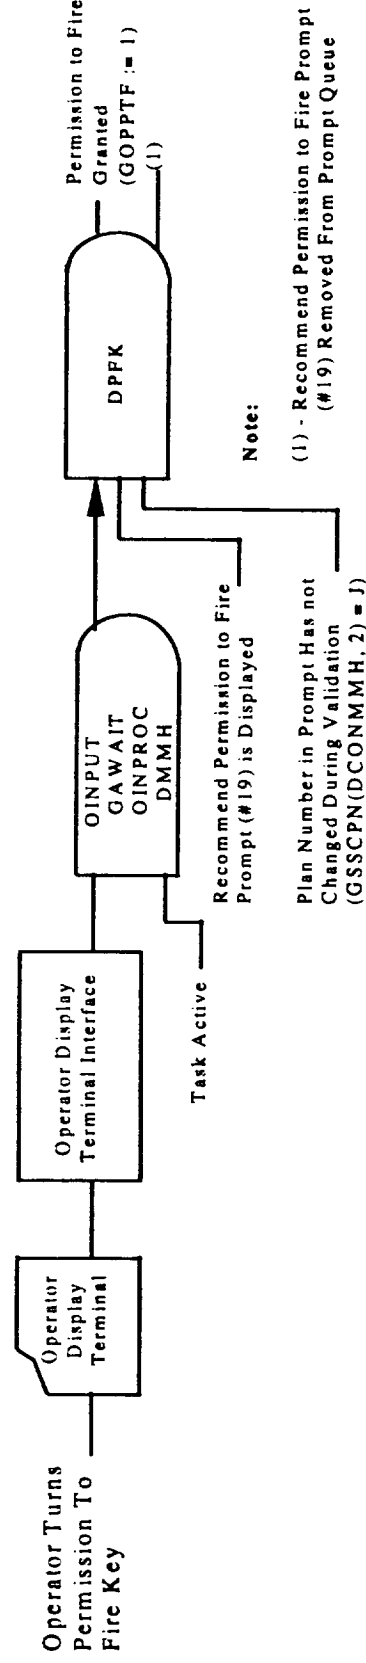 Operator Turns
Permission To
Fire Key
Operator
Display
Terminal
Operator Display
Terminal Interface
Task Active
OINPUT
GAWAIT
OINPROC
DMMH
Recommend Permission to Fire
Prompt (#19) is Displayed
Plan Number in Prompt Has not
Changed During Validation
(GSSCPN(DCONMMH, 2) = J)
DPFK
Permission to Fire
Granted
(GOPPTF := 1)
(1)
Note:
(1) - Recommend Permission to Fire Prompt
(#19) Removed From Prompt Queue